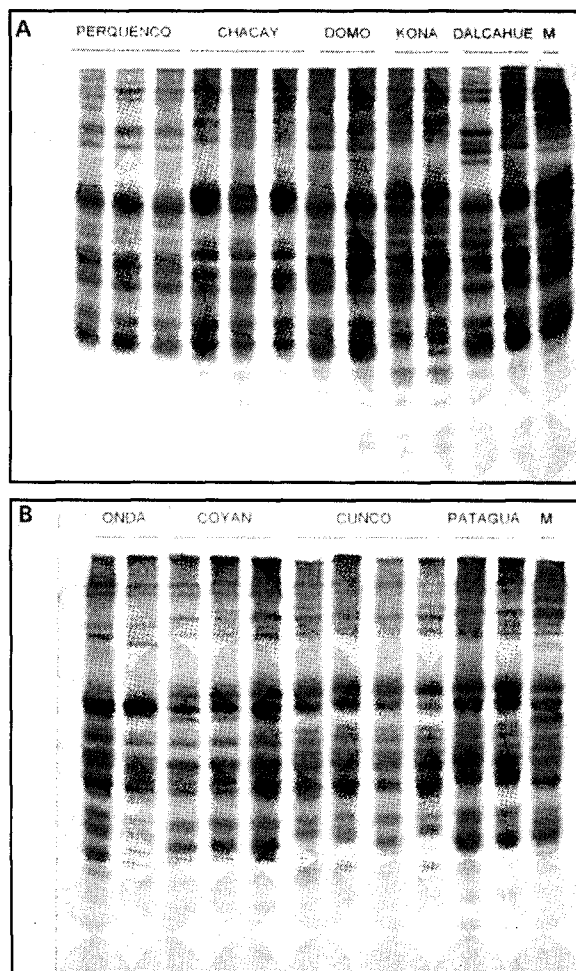 A
PERQUENCO CHACAY DOMO KONA DALCAHUE M
B
ONDA COYAN CUNCO PATAGUA M